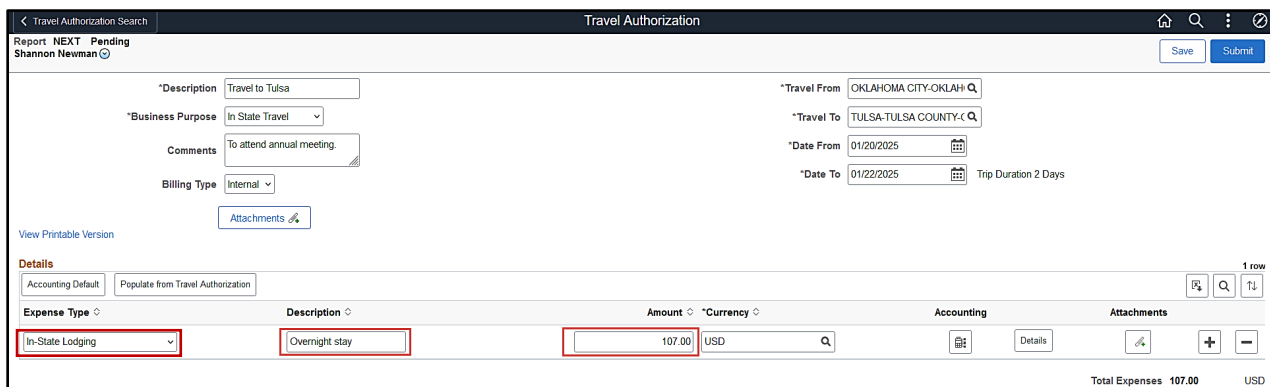 Travel Authorization Search
Travel Authorization
Report NEXT Pending
Shannon Newman
Save
Submit
*Description Travel to Tulsa
*Travel From OKLAHOMA CITY-OKLAH
*Business Purpose In State Travel
*Travel To TULSA-TULSA COUNTY-(
Comments To attend annual meeting.
*Date From 01/20/2025
Billing Type Internal
*Date To 01/22/2025 Trip Duration 2 Days
Attachments
View Printable Version
Details
1 row
Accounting Default Populate from Travel Authorization
Expense Type Description Amount *Currency Accounting Attachments
In-State Lodging Overnight stay 107.00 USD Details
Total Expenses 107.00 USD